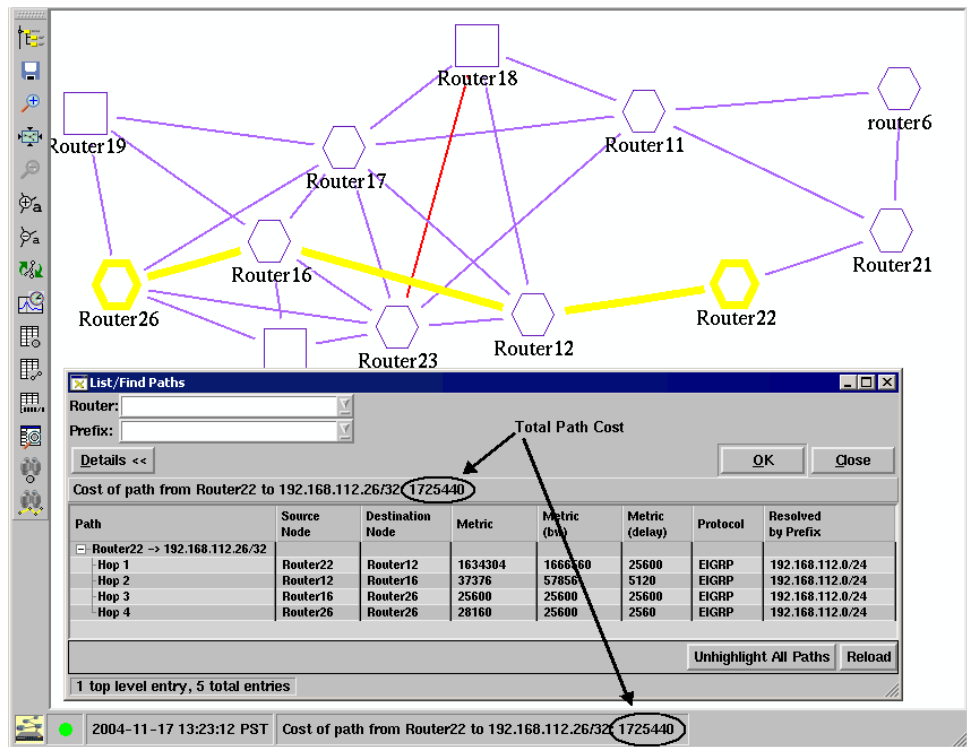 Router18
router6
Router19
Router11
Router17
Router16
Router21
Router26
Router22
Router12
Router23
List/Find Paths
Router:
Prefix:
Total Path Cost
Details <<
OK
Close
Cost of path from Router22 to 192.168.112.26/32: 1725440
Path Source Node Destination Node Metric Metric (bw) Metric (delay) Protocol Resolved by Prefix
Router22 -> 192.168.112.26/32
Hop 1 Router22 Router12 1634304 1666560 25600 EIGRP 192.168.112.0/24
Hop 2 Router12 Router16 37376 57856 5120 EIGRP 192.168.112.0/24
Hop 3 Router16 Router26 25600 25600 25600 EIGRP 192.168.112.0/24
Hop 4 Router26 Router26 28160 25600 2560 EIGRP 192.168.112.0/24
Unhighlight All Paths
Reload
1 top level entry, 5 total entries
2004-11-17 13:23:12 PST
Cost of path from Router22 to 192.168.112.26/32: 1725440